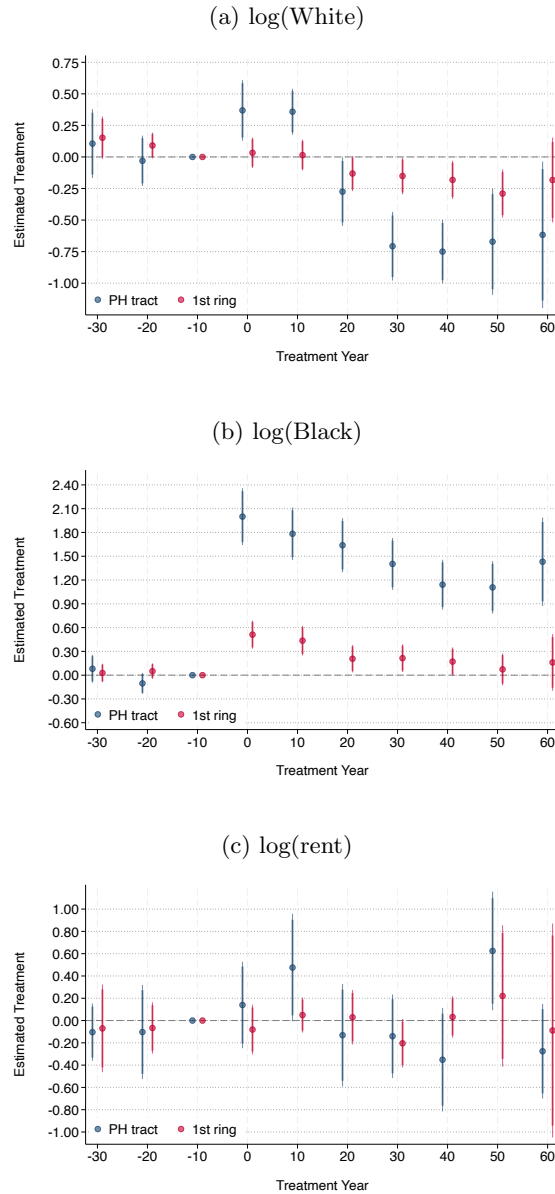 (a) log(White)
0.75
0.50
0.25
0.00
-0.25
-0.50
-0.75
-1.00
Estimated Treatment
PH tract 1st ring
-30 -20 -10 0 10 20 30 40 50 60
Treatment Year
(b) log(Black)
2.40
2.10
1.80
1.50
1.20
0.90
0.60
0.30
0.00
-0.30
-0.60
Estimated Treatment
PH tract 1st ring
-30 -20 -10 0 10 20 30 40 50 60
Treatment Year
(c) log(rent)
1.00
0.80
0.60
0.40
0.20
0.00
-0.20
-0.40
-0.60
-0.80
-1.00
Estimated Treatment
PH tract 1st ring
-30 -20 -10 0 10 20 30 40 50 60
Treatment Year